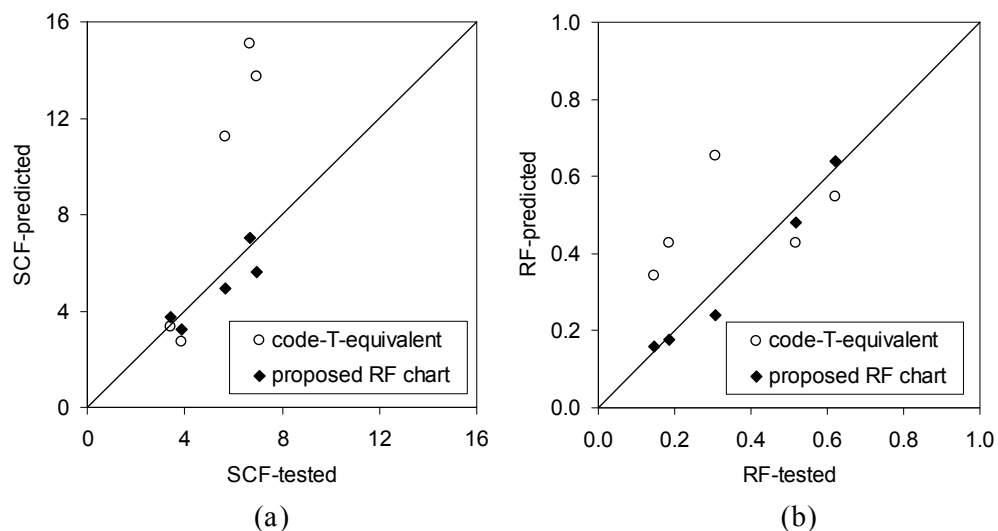 16
12
8
4
0
SCF-predicted
0
4
8
12
16
SCF-tested
code-T-equivalent
proposed RF chart
(a)
1.0
0.8
0.6
0.4
0.2
0.0
RF-predicted
0.0
0.2
0.4
0.6
0.8
1.0
RF-tested
code-T-equivalent
proposed RF chart
(b)